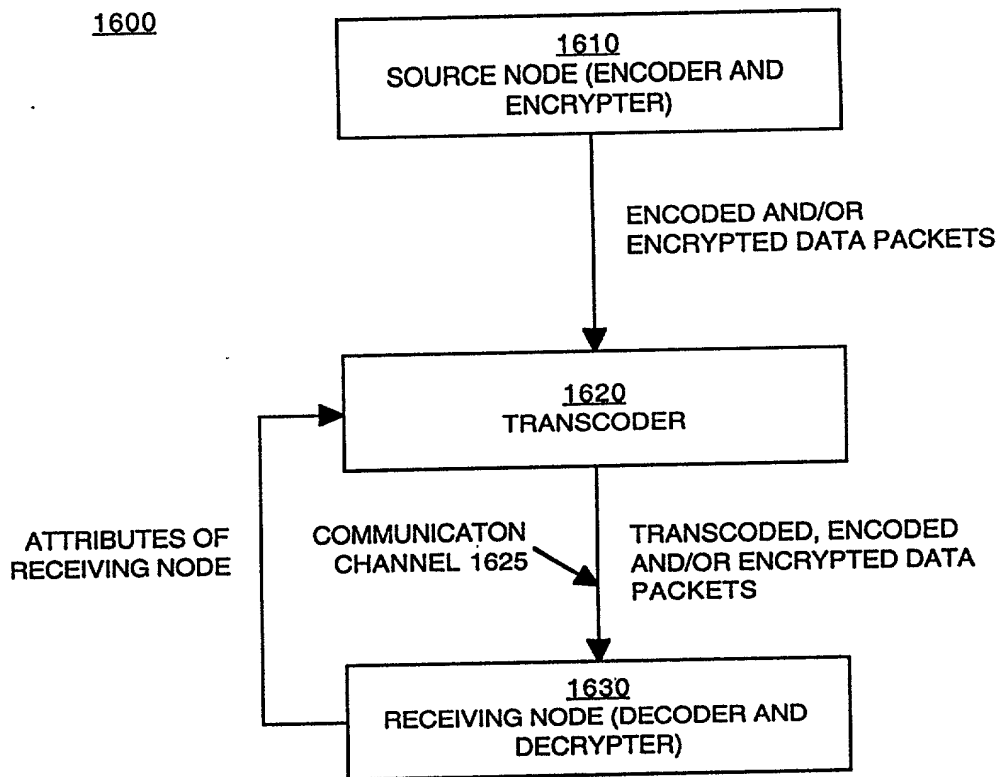 1600
1610
SOURCE NODE (ENCODER AND
ENCRYPTER)
ENCODED AND/OR
ENCRYPTED DATA PACKETS
1620
TRANSCODER
ATTRIBUTES OF
RECEIVING NODE
COMMUNICATON
CHANNEL 1625
TRANSCODED, ENCODED
AND/OR ENCRYPTED DATA
PACKETS
1630
RECEIVING NODE (DECODER AND
DECRYPTER)